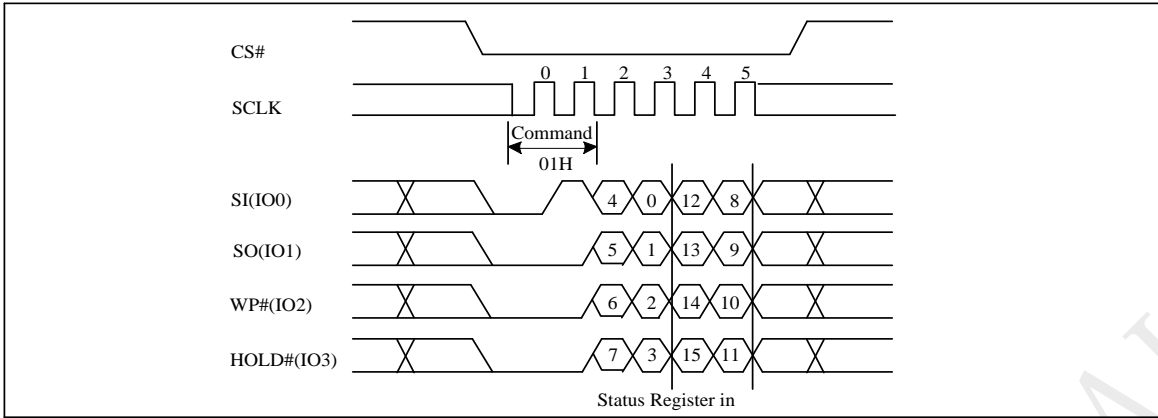 CS#
0 1 2 3 4 5
SCLK
Command
01H
SI(IO0) 4 0 12 8
SO(IO1) 5 1 13 9
WP#(IO2) 6 2 14 10
HOLD#(IO3) 7 3 15 11
Status Register in